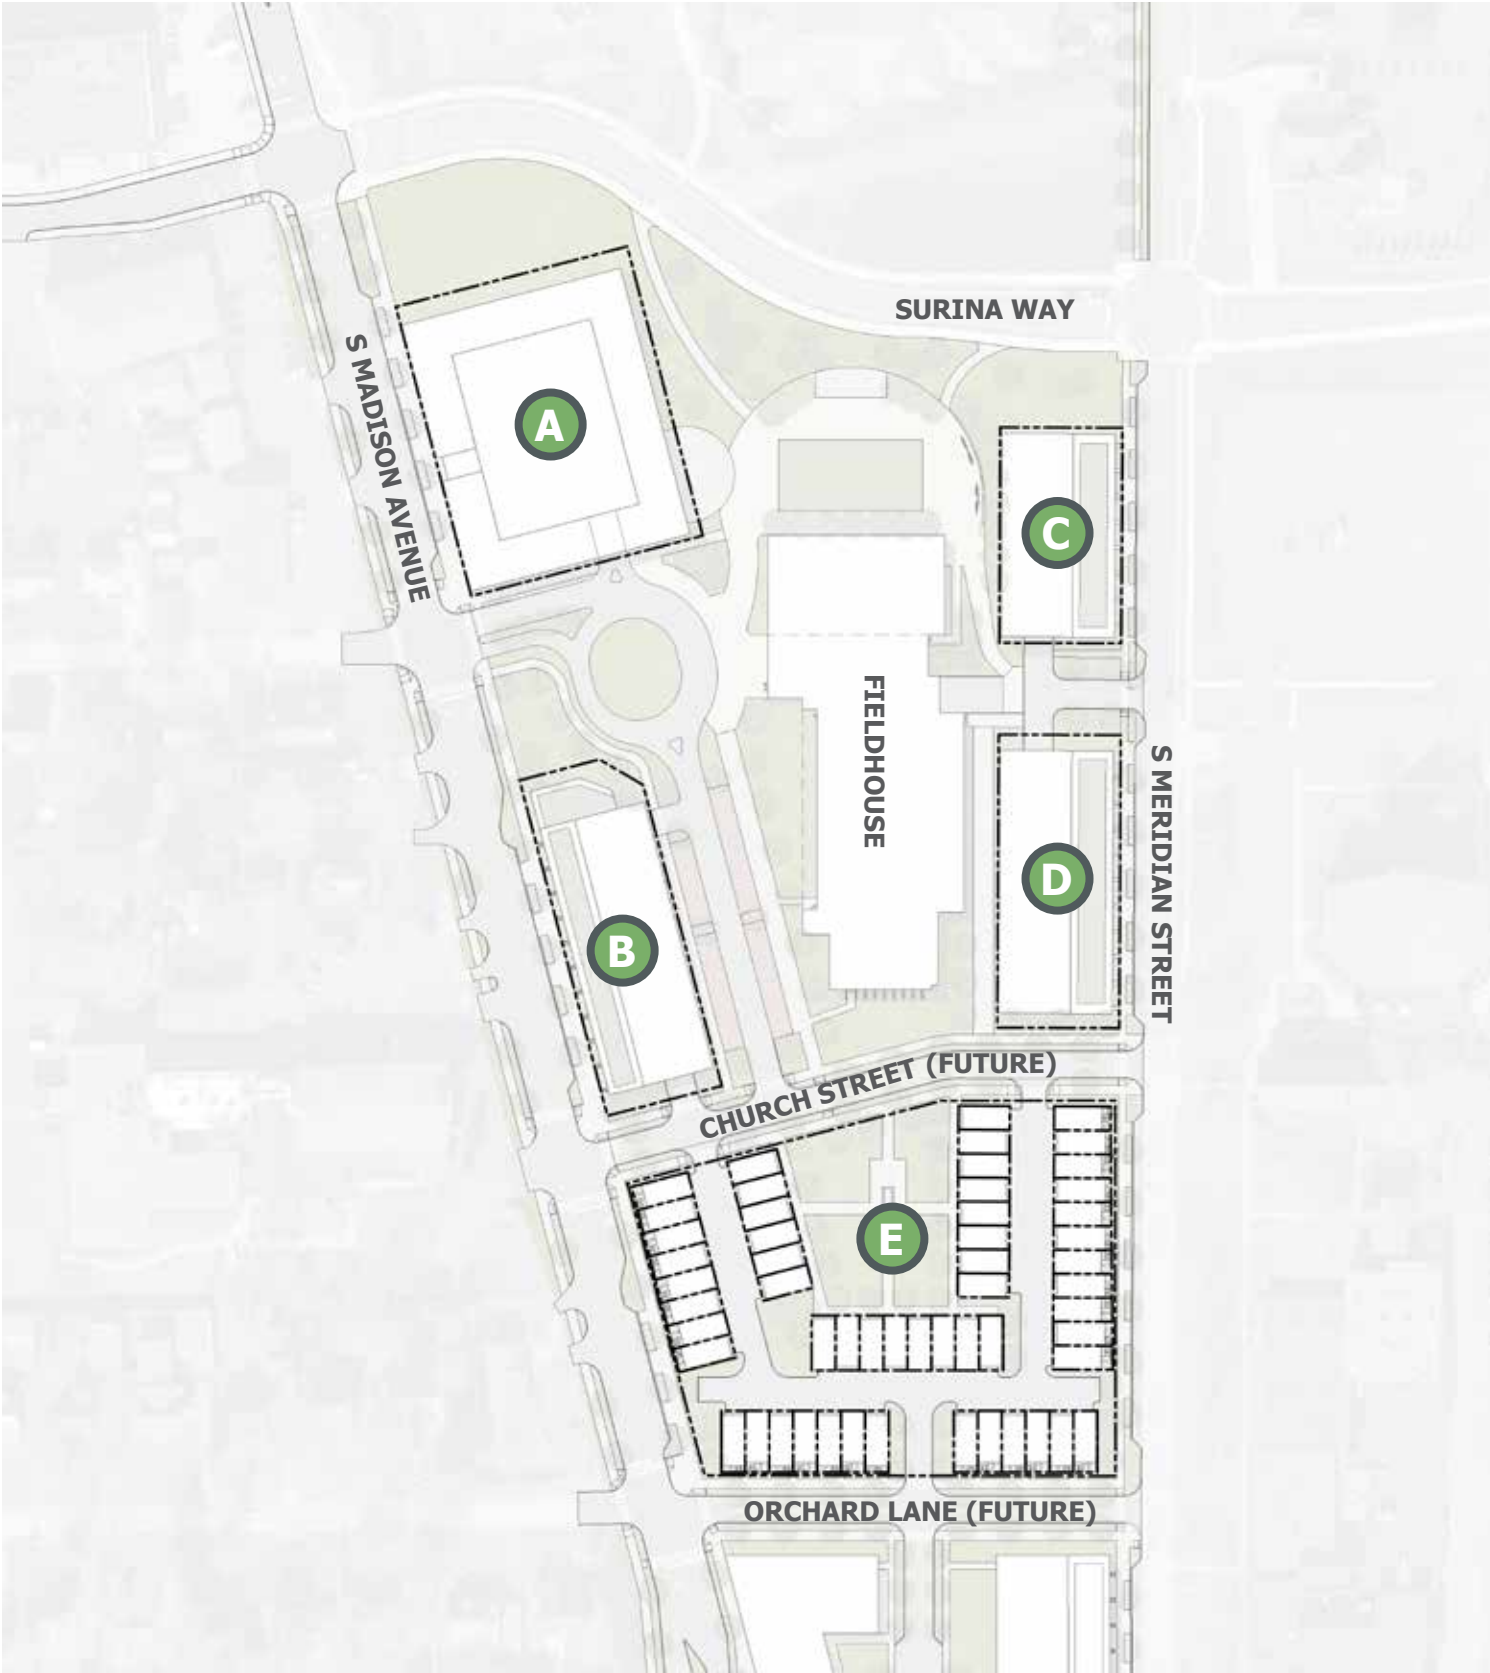 SURINA WAY
S MADISON AVENUE
A
C
FIELDHOUSE
S MERIDIAN STREET
D
B
CHURCH STREET (FUTURE)
E
ORCHARD LANE (FUTURE)